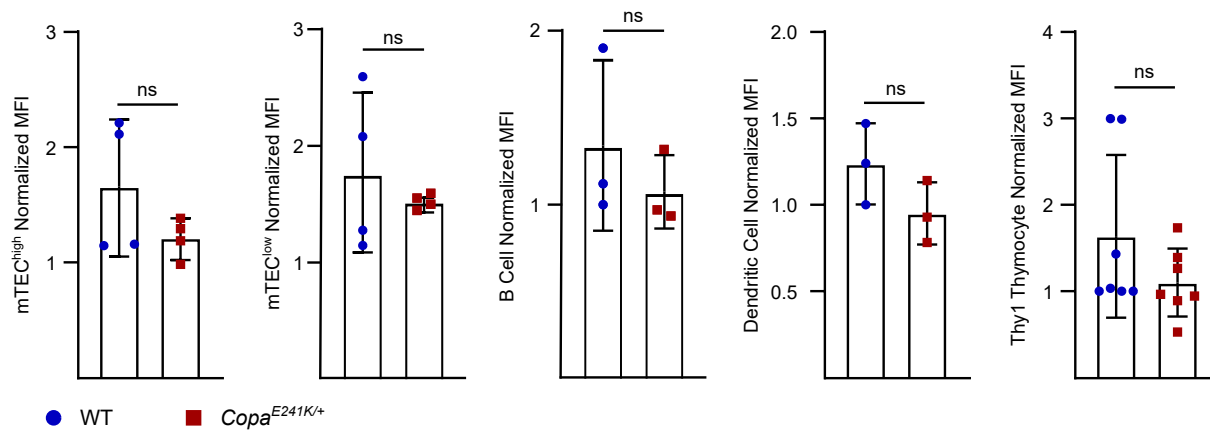 mTEC^high Normalized MFI
3
2
1
ns
mTEC^low Normalized MFI
3
2
1
ns
B Cell Normalized MFI
2
1
ns
Dendritic Cell Normalized MFI
2.0
1.5
1.0
0.5
ns
Thy1 Thymocyte Normalized MFI
4
3
2
1
ns
WT
Copa^E241K/+